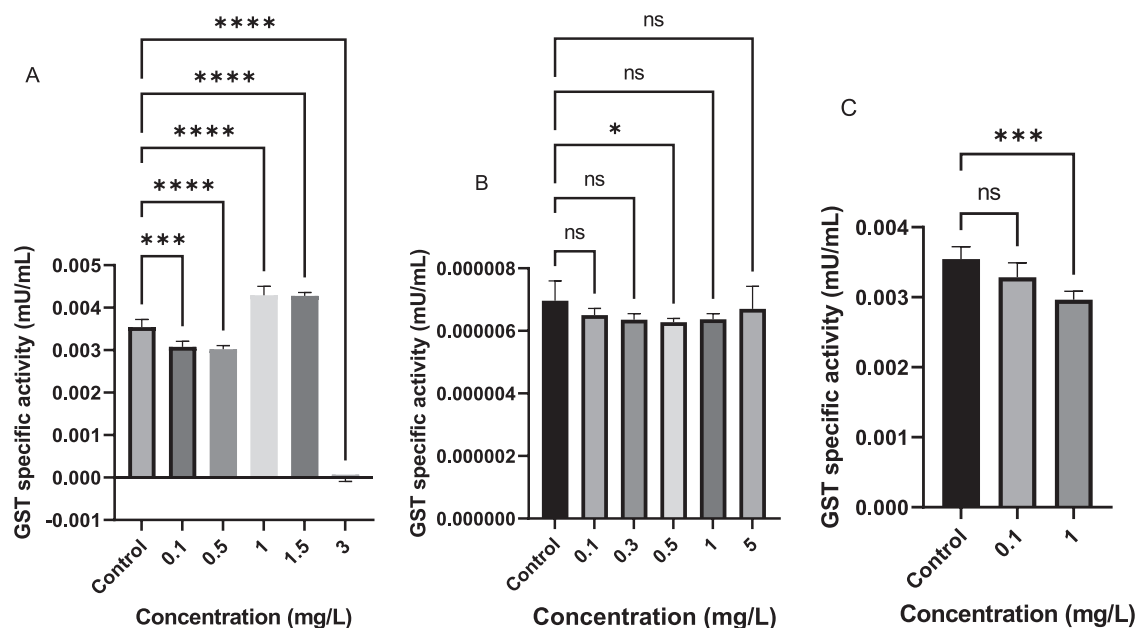 A
****
****
****
****
***
GST specific activity (mU/mL)
0.005
0.004
0.003
0.002
0.001
0.000
-0.001
Control
0.1
0.5
1
1.5
3
Concentration (mg/L)
B
ns
ns
*
ns
ns
GST specific activity (mU/mL)
0.000008
0.000006
0.000004
0.000002
0.000000
Control
0.1
0.3
0.5
1
5
Concentration (mg/L)
C
***
ns
GST specific activity (mU/mL)
0.004
0.003
0.002
0.001
0.000
Control
0.1
1
Concentration (mg/L)